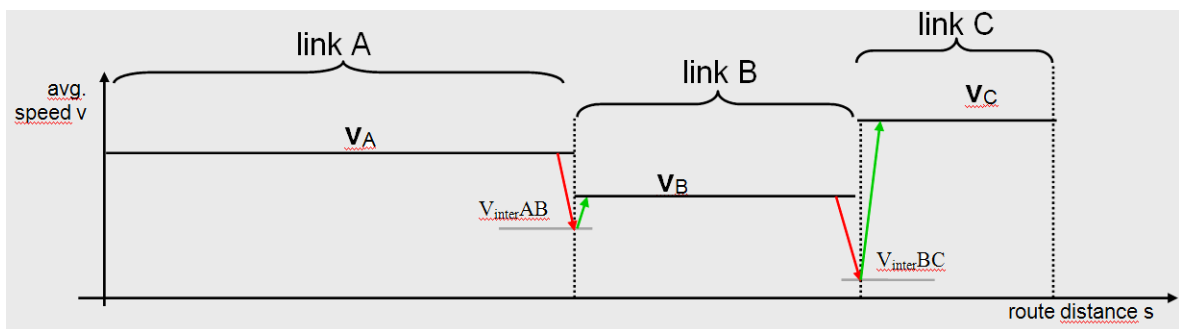 link A
link B
link C
avg.
speed v
VA
VB
VC
VinterAB
VinterBC
route distance s